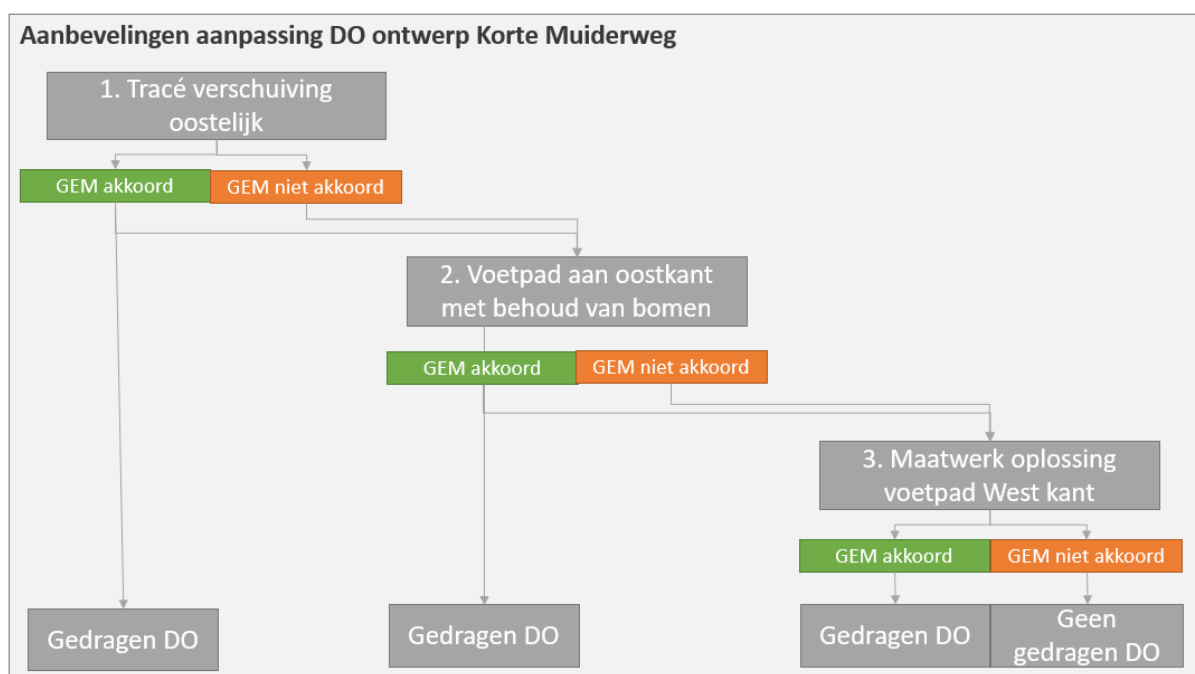 Aanbevelingen aanpassing DO ontwerp Korte Muiderweg
1. Tracé verschuiving
oostelijk
GEM akkoord
GEM niet akkoord
2. Voetpad aan oostkant
met behoud van bomen
GEM akkoord
GEM niet akkoord
3. Maatwerk oplossing
voetpad West kant
GEM akkoord
GEM niet akkoord
Gedragen DO
Gedragen DO
Gedragen DO
Geen
gedragen DO